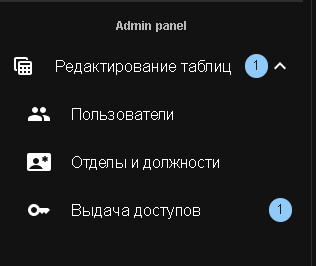 Admin panel
Редактирование таблиц 1
Пользователи
Отделы и должности
Выдача доступов 1